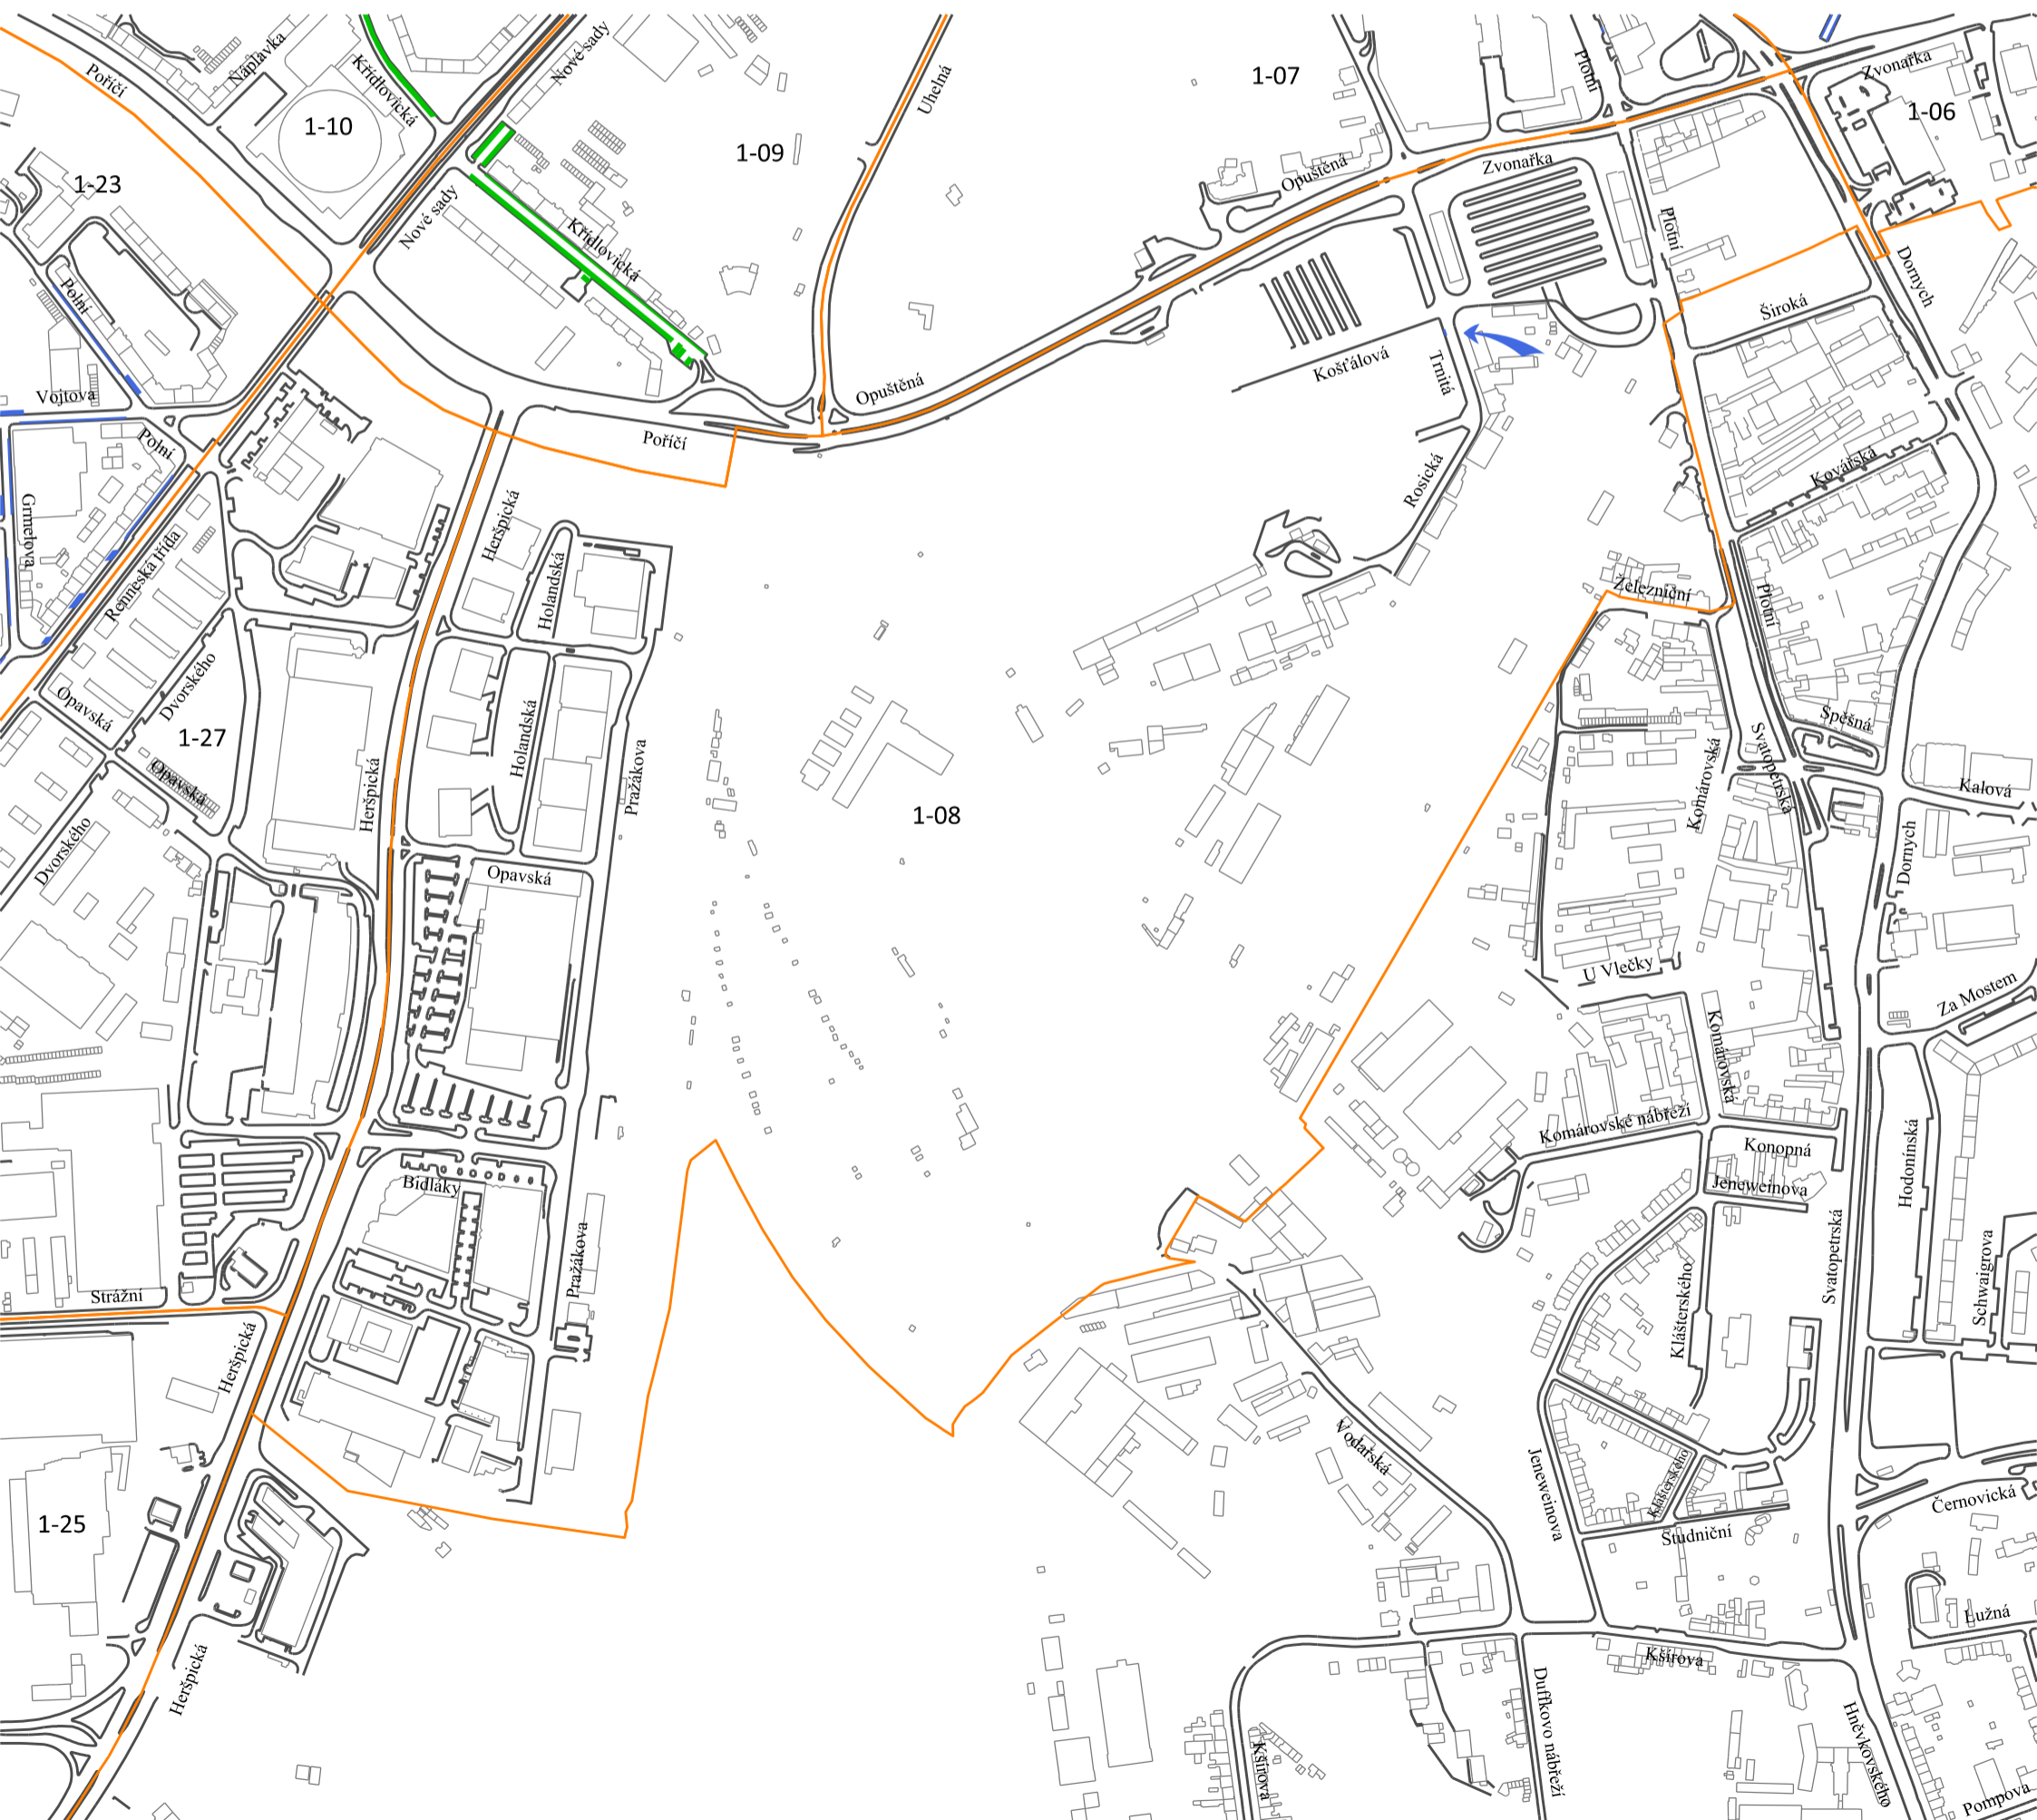 Nové sady
Náplavka
Poříčí
Křídlovická
1-10
1-09
Uhelná
1-07
Plotní
Zvonařka
1-06
1-23
Nové sady
Křídlovická
Opuštěná
Zvonařka
Plotní
Dornych
Široká
Polní
Vojtova
Polní
Poříčí
Opuštěná
Košťálová
Trnitá
Rosická
Kovářská
Grmelova
Renneská třída
Heršpická
Holandská
Železniční
Plotní
Dvorského
Opavská
1-27
Opavská
Dvorského
Heršpická
Holandská
Pražákova
1-08
Komárovská
Svatopetrská
Spěšná
Kalová
Dornych
Opavská
U Vlečky
Za Mostem
Komárovská
Komárovské nábřeží
Konopná
Jeneweinova
Hodonínská
Bidláky
Pražákova
Svatopetrská
Schwaigrova
Klášterského
Strážní
Heršpická
Vodařská
Jeneweinova
Klášterského
Studniční
Černovická
1-25
Heršpická
Lužná
Kšírova
Kšírova
Duffkovo nábřeží
Hněvkovského
Pompova